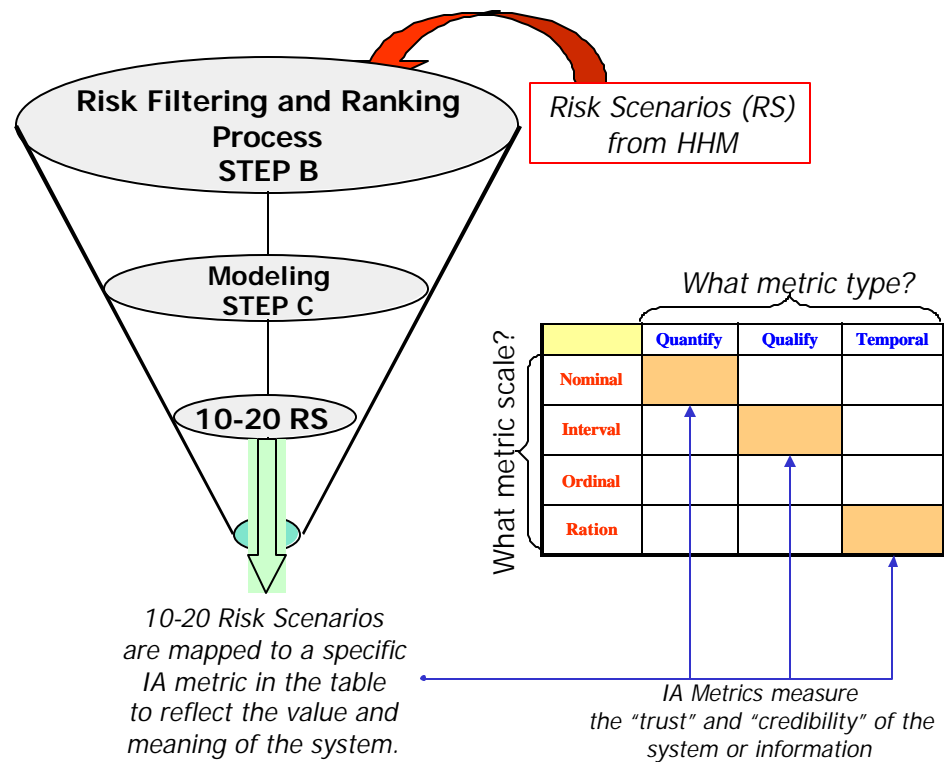 Risk Filtering and Ranking
Process
STEP B
Risk Scenarios (RS)
from HHM
Modeling
STEP C
10-20 RS
What metric type?
What metric scale?
Quantify Qualify Temporal
Nominal
Interval
Ordinal
Ration
10-20 Risk Scenarios
are mapped to a specific
IA metric in the table
to reflect the value and
meaning of the system.
IA Metrics measure
the “trust” and “credibility” of the
system or information